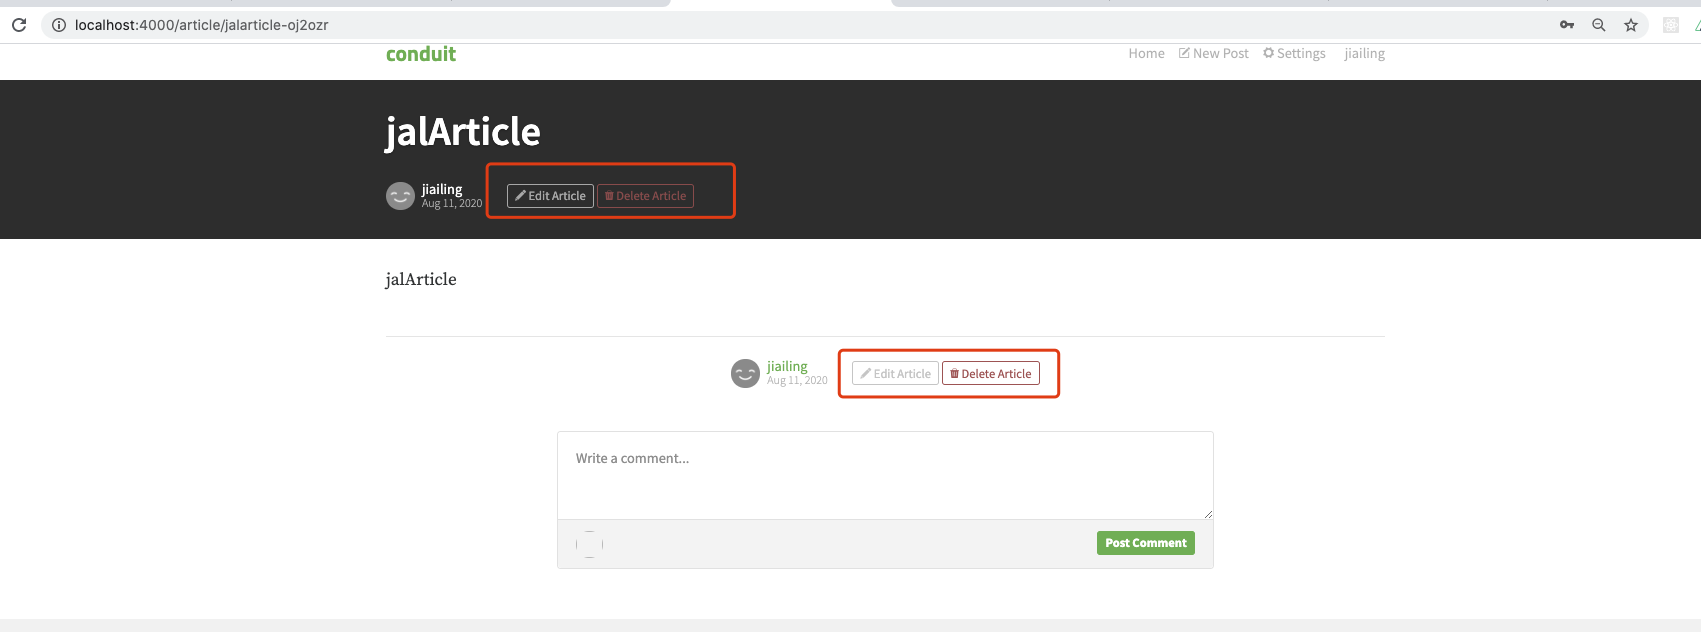 localhost:4000/article/jalarticle-oj2ozr
conduit Home New Post Settings jiailing
jalArticle
jiailing
Aug 11, 2020
Edit Article Delete Article
jalArticle
jiailing
Aug 11, 2020
Edit Article Delete Article
Write a comment...
Post Comment